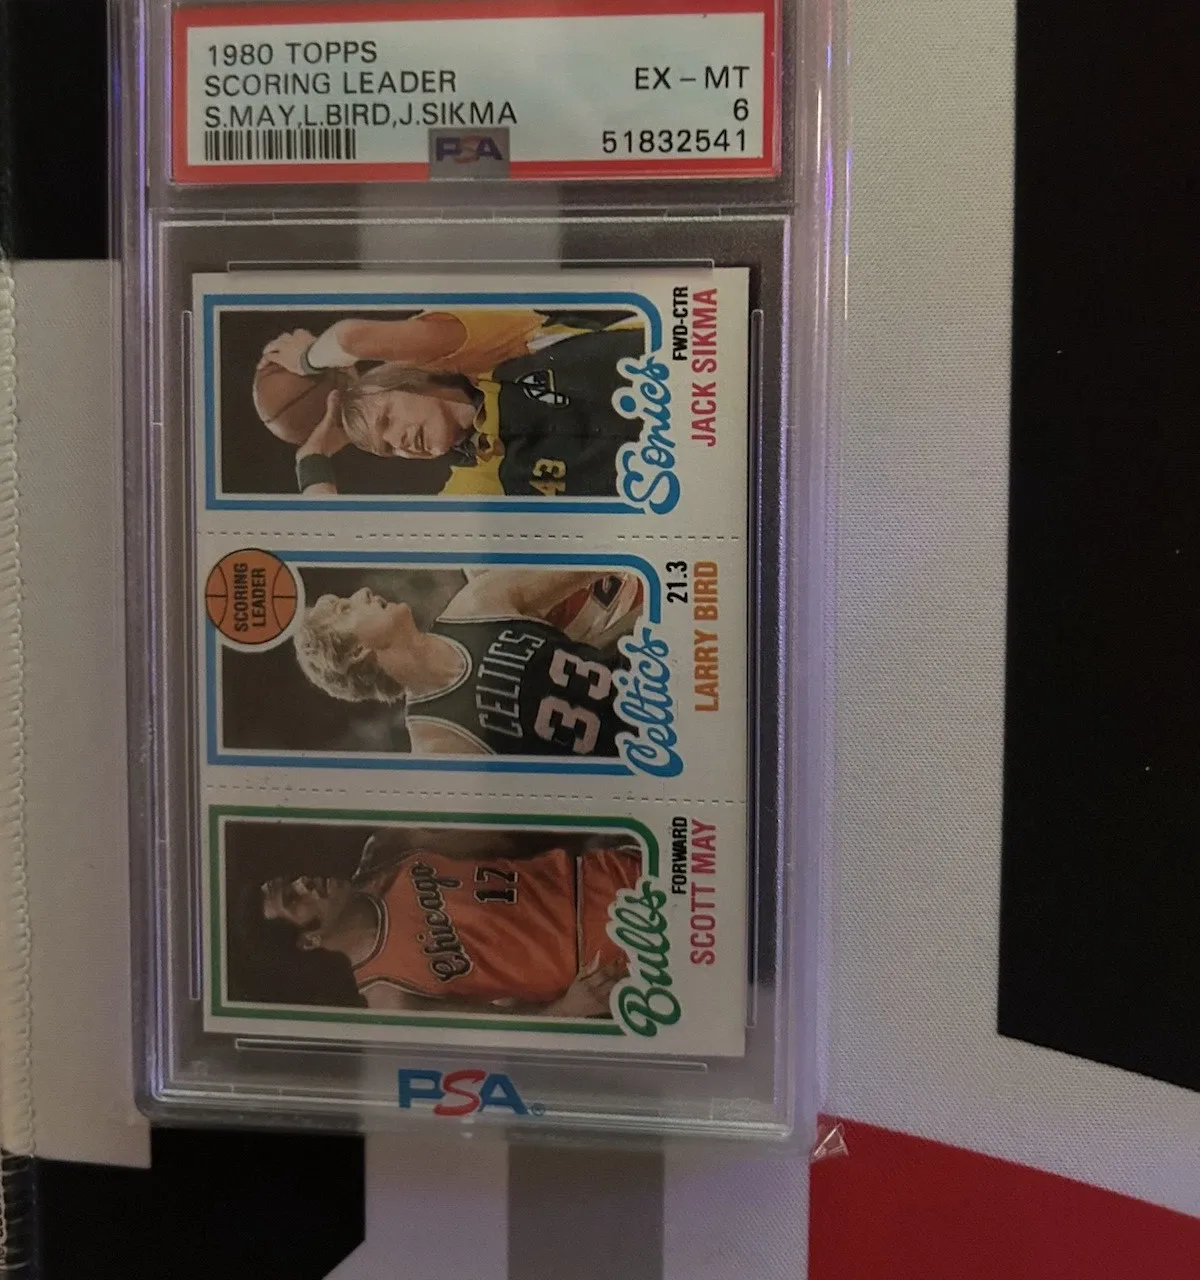 1980 TOPPS
SCORING LEADER
S.MAY,L.BIRD,J.SIKMA
EX - MT
6
51832541
PSA
Sonics
FWD-CTR
JACK SIKMA
43
SCORING
LEADER
CELTICS
33
Celtics
21.3
LARRY BIRD
Chicago
17
Bulls
FORWARD
SCOTT MAY
PSA
®